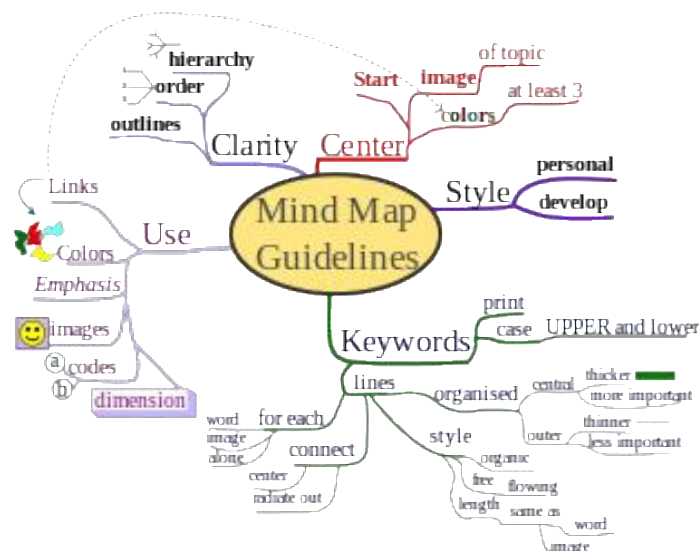 Mind Map
Guidelines
Center
Start
image
of topic
colors
at least 3
Style
personal
develop
Keywords
print
case
UPPER and lower
lines
organised
central
thicker
more important
outer
thinner
less important
style
organic
free flowing
length same as
word
image
connect
center
radiate out
for each
word
image
alone
Use
Links
Colors
Emphasis
images
codes
a
b
dimension
Clarity
hierarchy
order
outlines